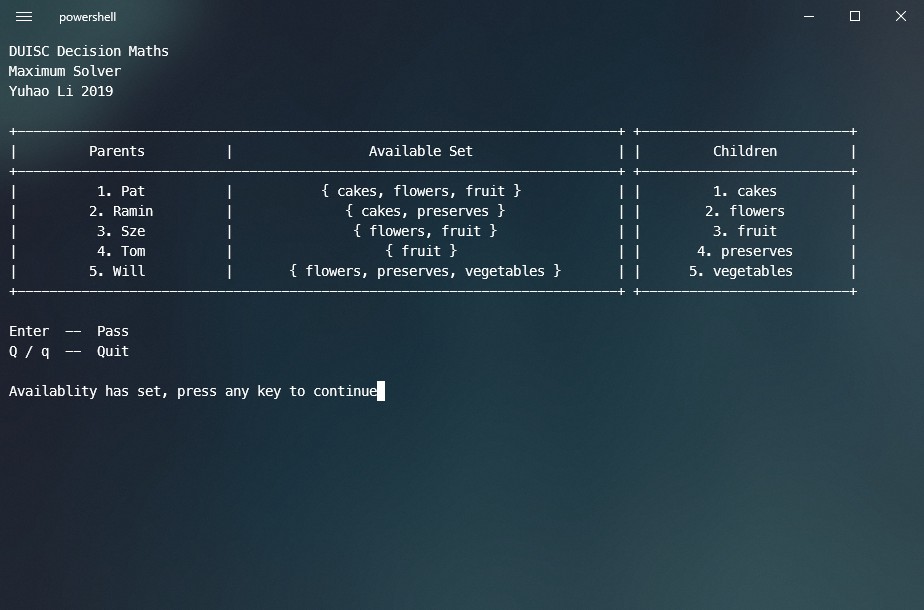 powershell
DUISC Decision Maths
Maximum Solver
Yuhao Li 2019
+---------------------------------------------------------------------------+ +--------------------------+
|         Parents          |                 Available Set                  | |         Children         |
+---------------------------------------------------------------------------+ +--------------------------+
|          1. Pat          |           { cakes, flowers, fruit }            | |         1. cakes         |
|         2. Ramin         |              { cakes, preserves }              | |        2. flowers        |
|          3. Sze          |               { flowers, fruit }               | |         3. fruit         |
|          4. Tom          |                   { fruit }                    | |       4. preserves       |
|         5. Will          |       { flowers, preserves, vegetables }       | |      5. vegetables       |
+---------------------------------------------------------------------------+ +--------------------------+
Enter  --  Pass
Q / q  --  Quit
Availablity has set, press any key to continue